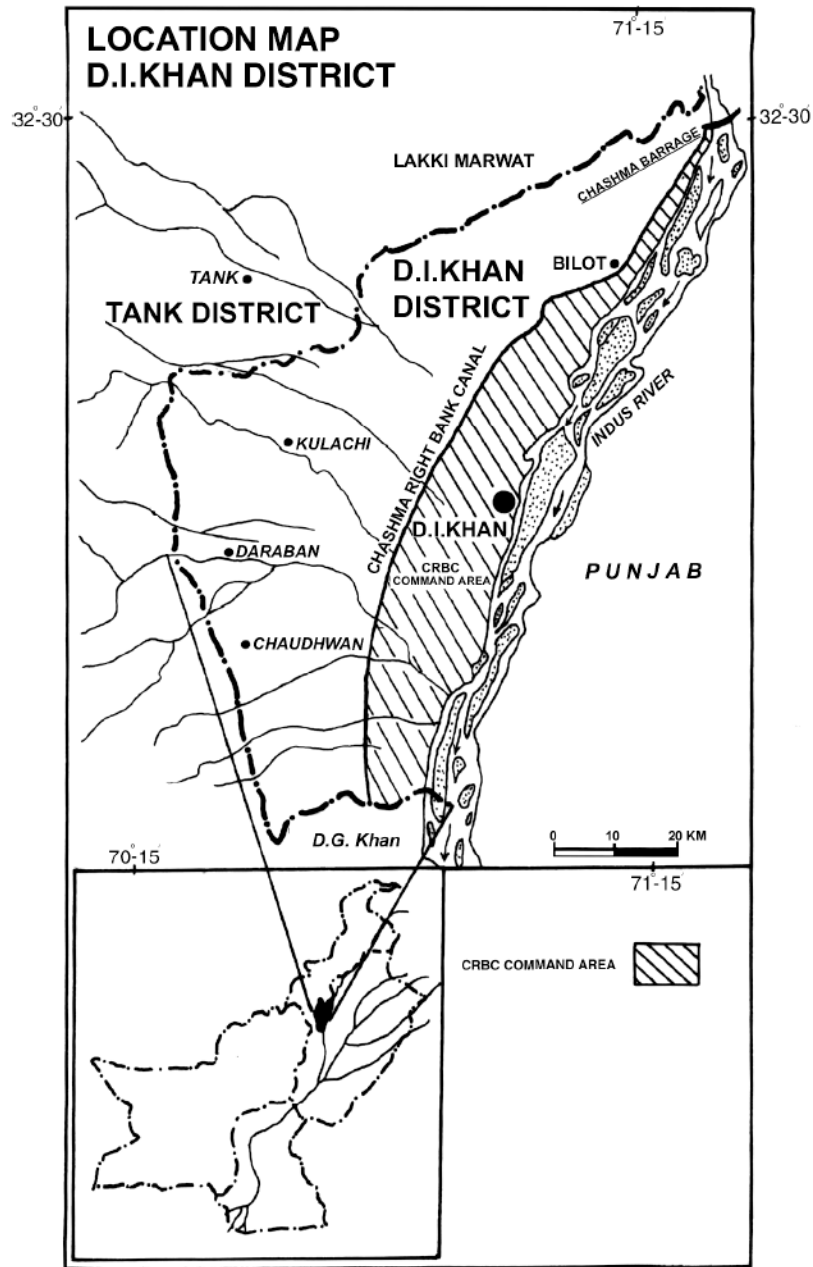 LOCATION MAP
D.I.KHAN DISTRICT
71°-15'
32°-30'
32°-30'
LAKKI MARWAT
CHASHMA BARRAGE
BILOT
TANK
D.I.KHAN
DISTRICT
TANK DISTRICT
CHASHMA RIGHT BANK CANAL
INDUS RIVER
KULACHI
D.I.KHAN
DARABAN
CRBC
COMMAND AREA
PUNJAB
CHAUDHWAN
D.G. Khan
0 10 20 KM
70°-15'
71°-15'
CRBC COMMAND AREA